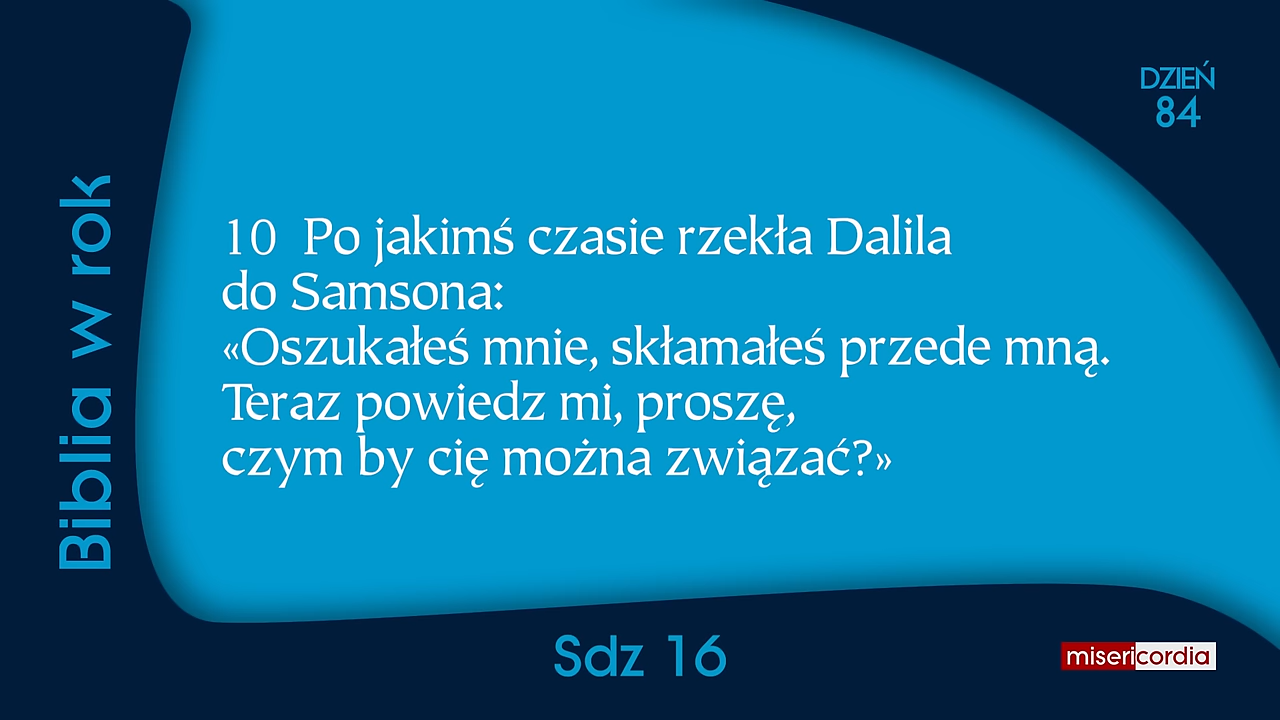 DZIEŃ
84
Biblia w rok
10 Po jakimś czasie rzekła Dalila
do Samsona:
«Oszukałeś mnie, skłamałeś przede mną.
Teraz powiedz mi, proszę,
czym by cię można związać?»
Sdz 16
misericordia